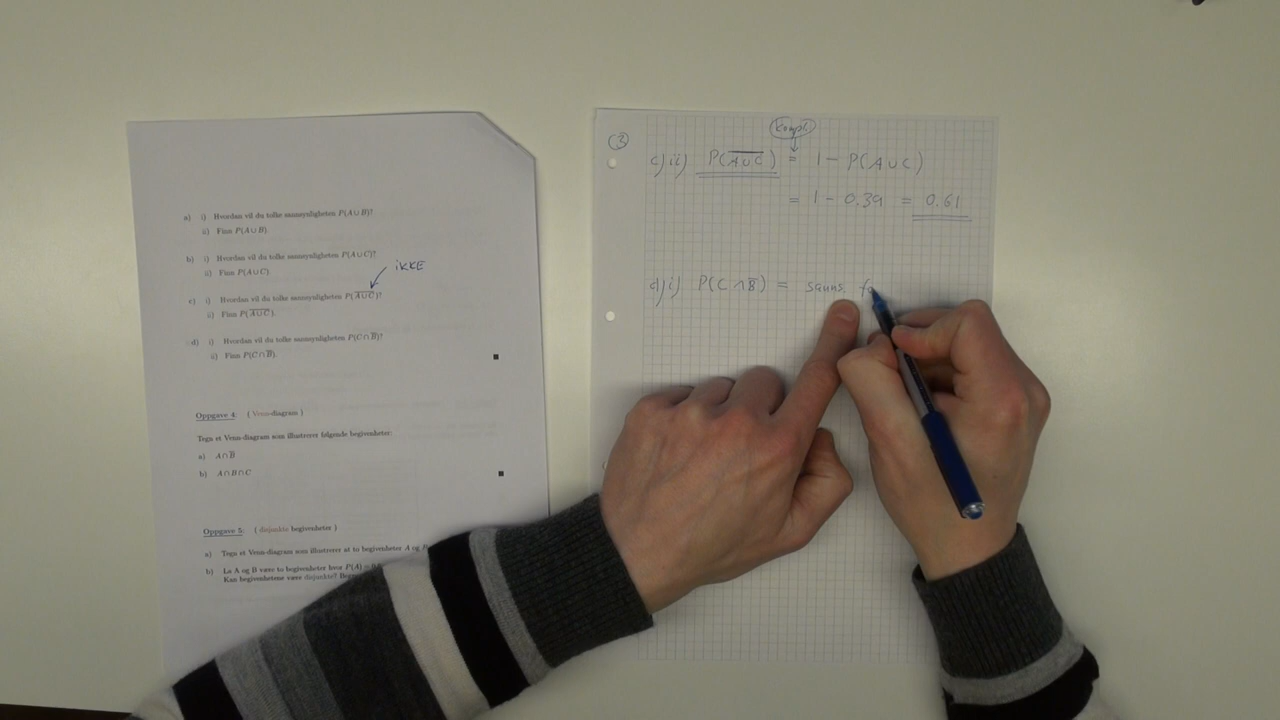 a) i) Hvordan vil du tolke sannsynligheten P(A∪B)?
ii) Finn P(A∪B).
b) i) Hvordan vil du tolke sannsynligheten P(A∪C)?
ii) Finn P(A∪C).
IKKE
c) i) Hvordan vil du tolke sannsynligheten P(A̅∪̅C̅)?
ii) Finn P(A̅∪̅C̅).
d) i) Hvordan vil du tolke sannsynligheten P(C∩B̅)?
ii) Finn P(C∩B̅).
Oppgave 4: ( Venn-diagram )
Tegn et Venn-diagram som illustrerer følgende begivenheter:
a) A∩B̅
b) A∩B∩C
Oppgave 5: ( disjunkte begivenheter )
a) Tegn et Venn-diagram som illustrerer at to begivenheter A og
b) La A og B være to begivenheter hvor P(A) =
Kan begivenhetene være disjunkte?
3
Kompl.
c) ii) P(A̅∪̅C̅) = 1 - P(A∪C)
= 1 - 0.39 = 0.61
d) i) P(C∩B̅) = sanns. fo